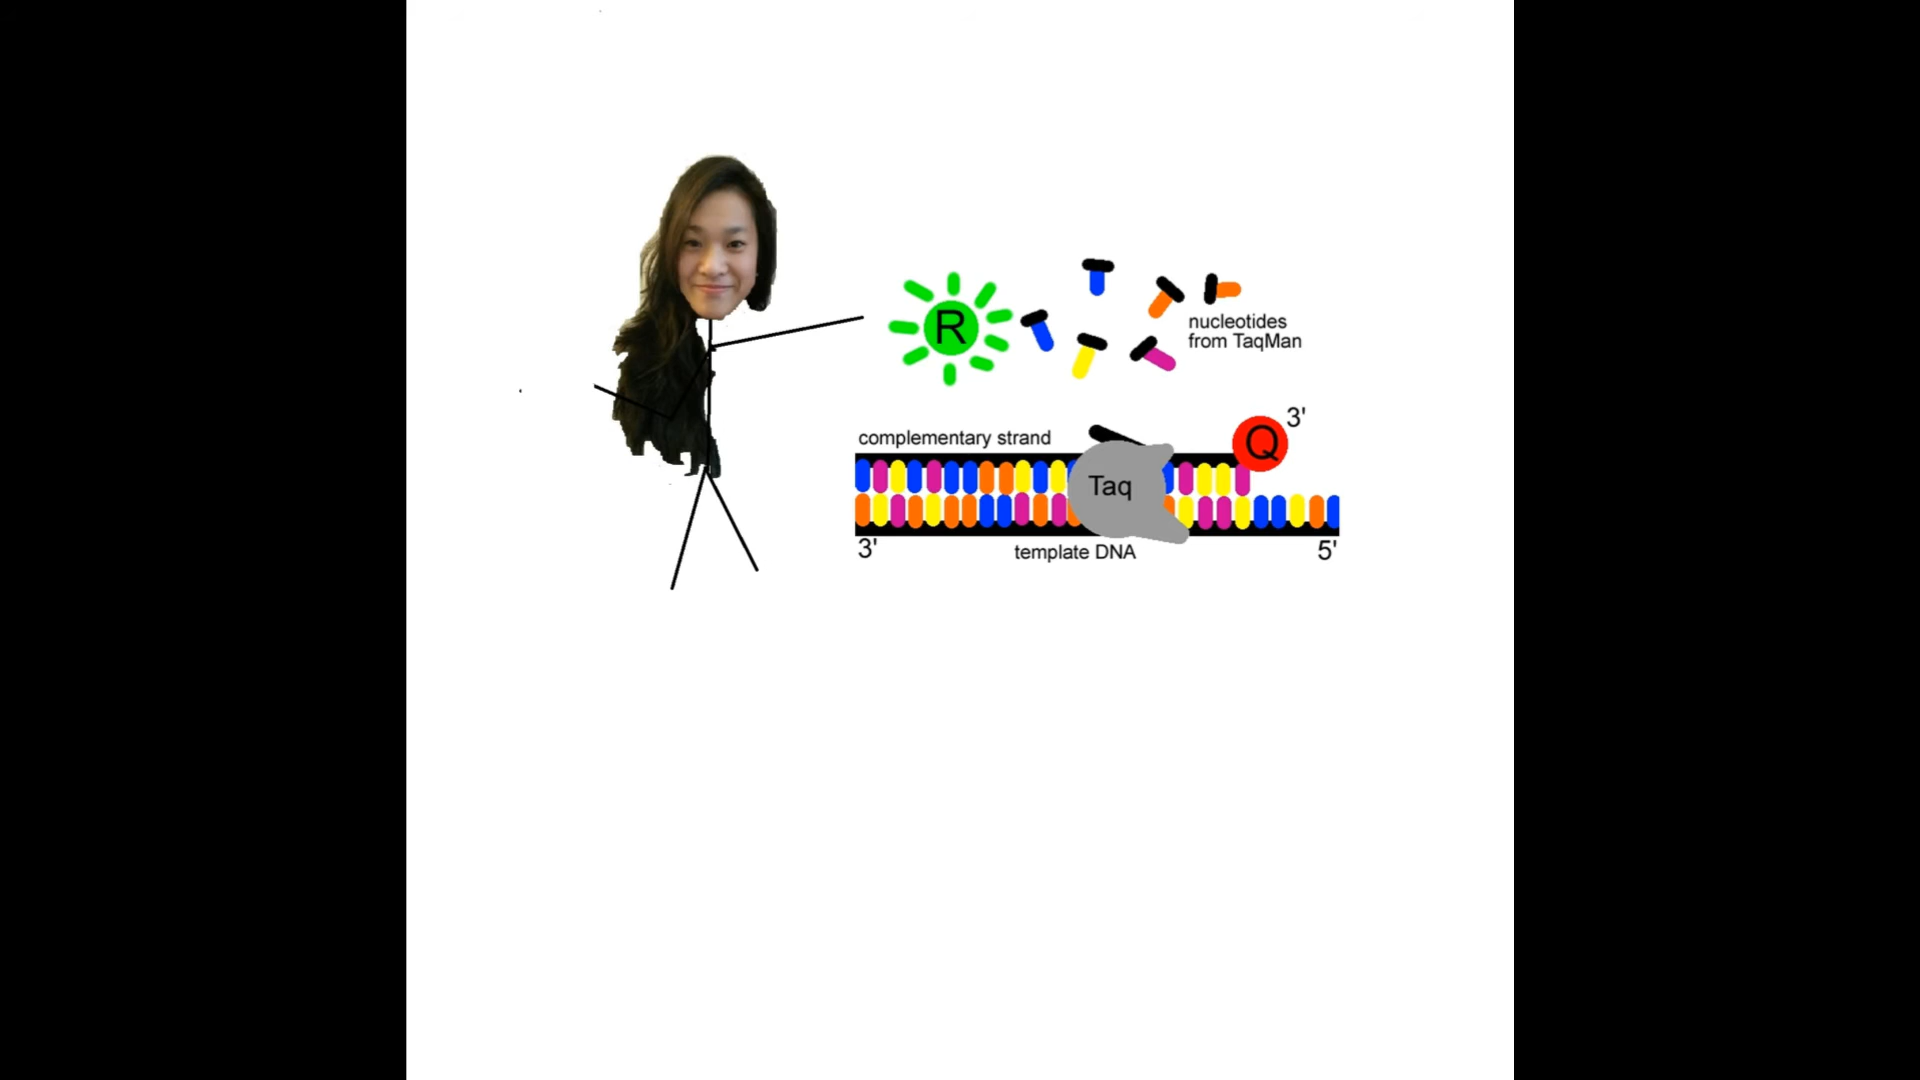 R
nucleotides
from TaqMan
Q
3'
complementary strand
Taq
3'
template DNA
5'